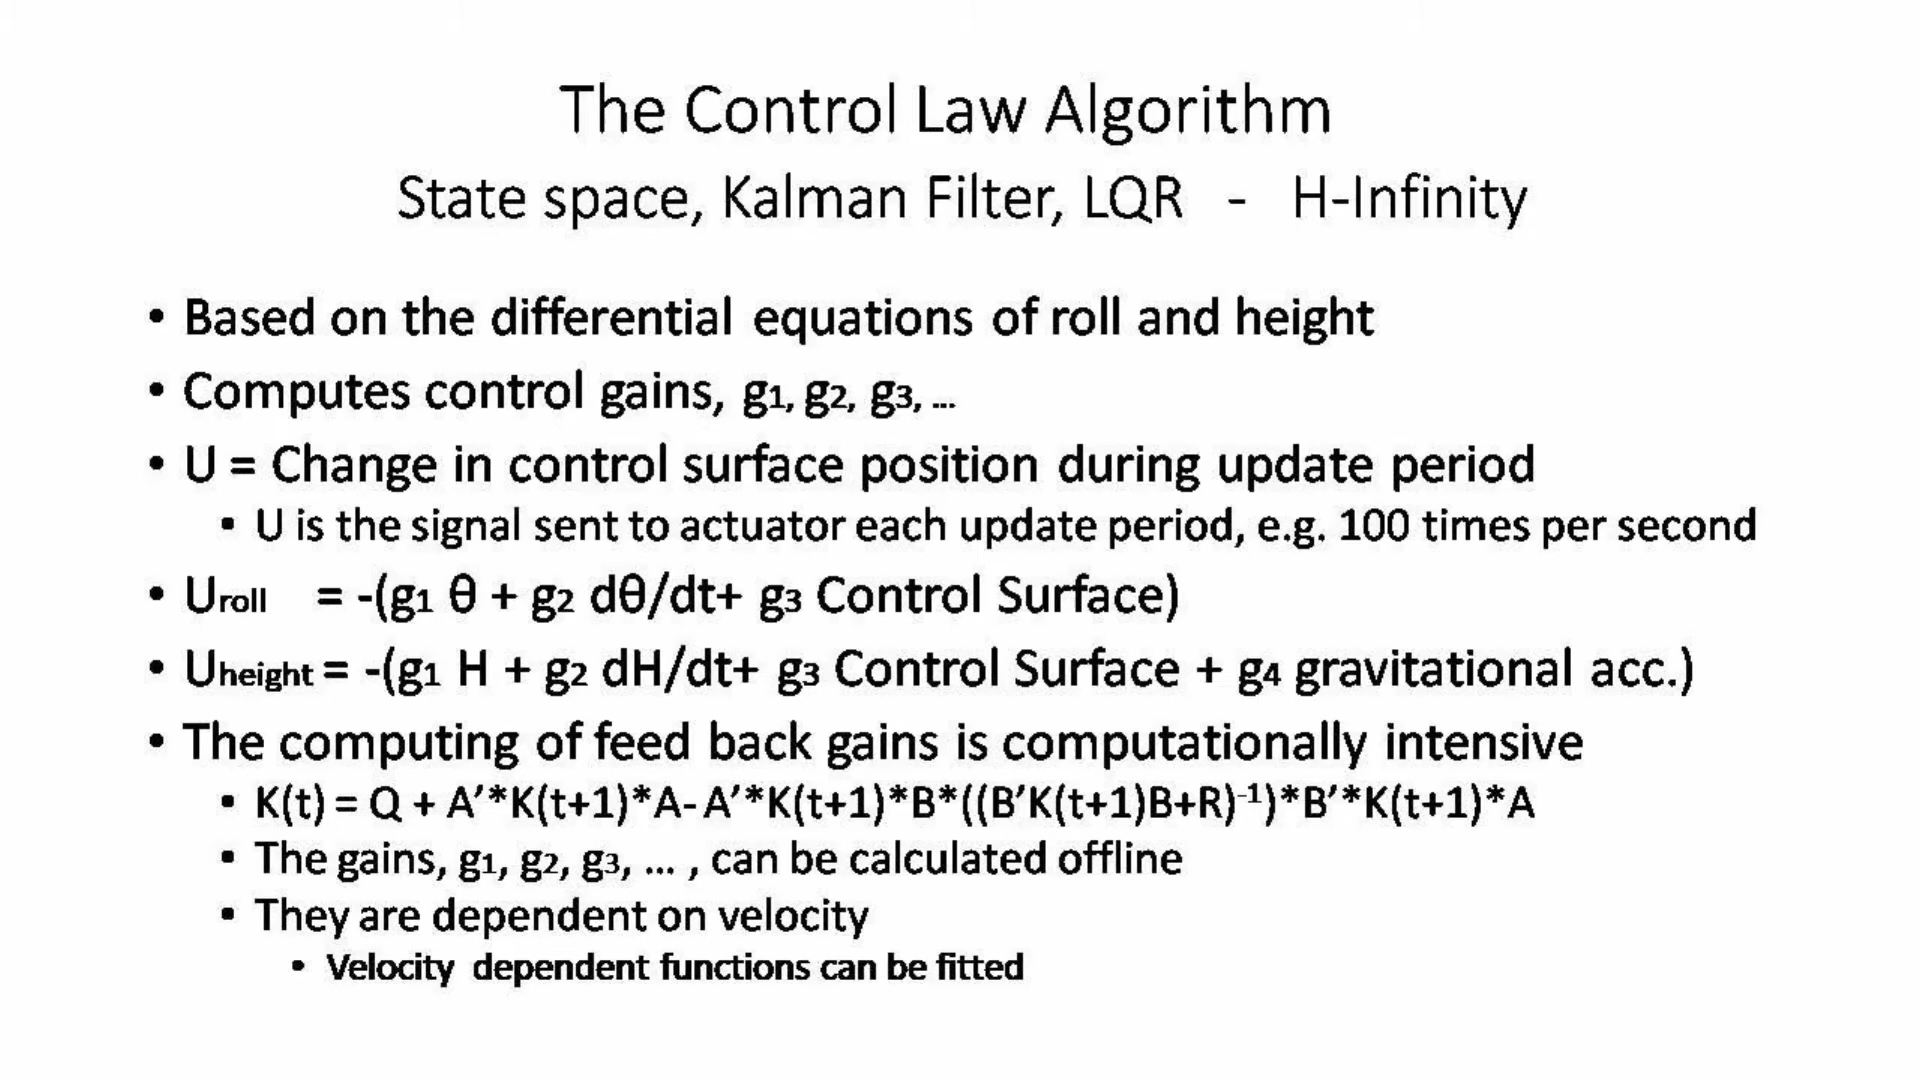 The Control Law Algorithm
State space, Kalman Filter, LQR - H-Infinity
• Based on the differential equations of roll and height
• Computes control gains, g1, g2, g3, ...
• U = Change in control surface position during update period
• U is the signal sent to actuator each update period, e.g. 100 times per second
• Uroll = -(g1 θ + g2 dθ/dt+ g3 Control Surface)
• Uheight = -(g1 H + g2 dH/dt+ g3 Control Surface + g4 gravitational acc.)
• The computing of feed back gains is computationally intensive
• K(t) = Q + A’*K(t+1)*A- A’*K(t+1)*B*((B’K(t+1)B+R)⁻¹)*B’*K(t+1)*A
• The gains, g1, g2, g3, ... , can be calculated offline
• They are dependent on velocity
• Velocity dependent functions can be fitted